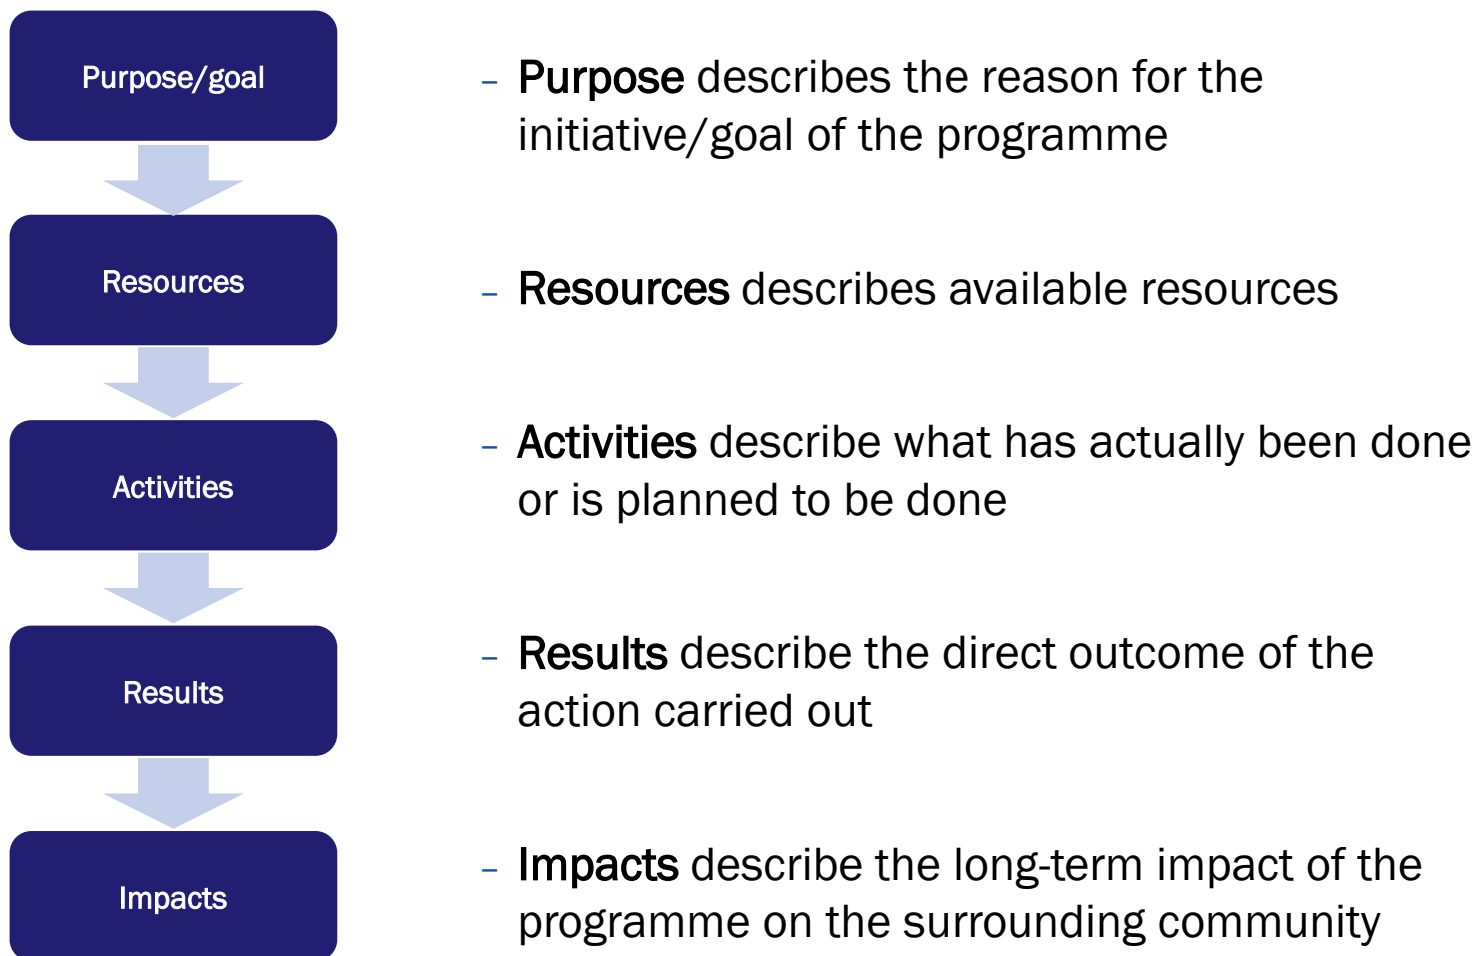 Purpose/goal
– Purpose describes the reason for the
initiative/goal of the programme
Resources
– Resources describes available resources
Activities
– Activities describe what has actually been done
or is planned to be done
Results
– Results describe the direct outcome of the
action carried out
Impacts
– Impacts describe the long-term impact of the
programme on the surrounding community